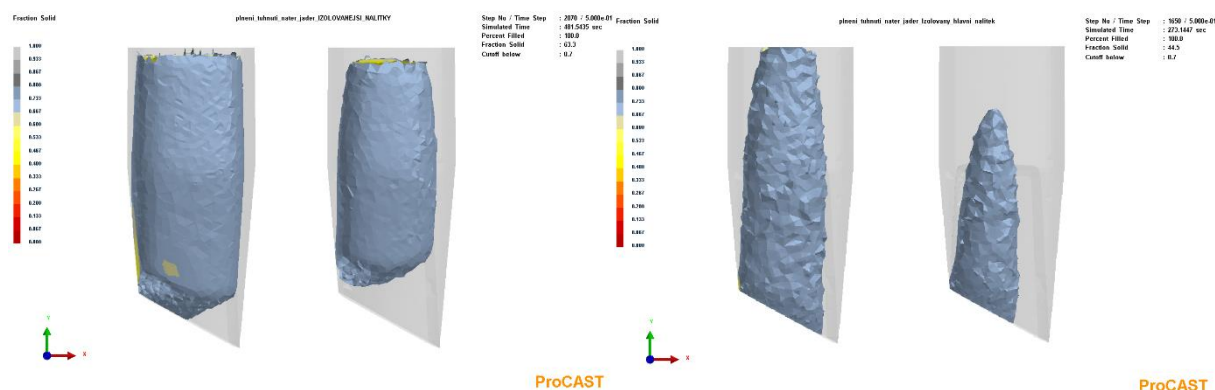 Fraction Solid
plneni_tuhnuti_nater_jader_IZOLOVANEJSI_NALITKY
Step No / Time Step : 2070 / 5.000e-01
Simulated Time : 401.5435 sec
Percent Filled : 100.0
Fraction Solid : 63.3
Cutoff below : 0.7
1.000
0.933
0.867
0.800
0.733
0.667
0.600
0.533
0.467
0.400
0.333
0.267
0.200
0.133
0.067
0.000
Y
X
ProCAST
Fraction Solid
plneni tuhnuti_nater jader_Izolovany hlavni nalitek
Step No / Time Step : 1650 / 5.000e-01
Simulated Time : 273.1447 sec
Percent Filled : 100.0
Fraction Solid : 44.5
Cutoff below : 0.7
1.000
0.933
0.867
0.800
0.733
0.667
0.600
0.533
0.467
0.400
0.333
0.267
0.200
0.133
0.067
0.000
Y
X
ProCAST